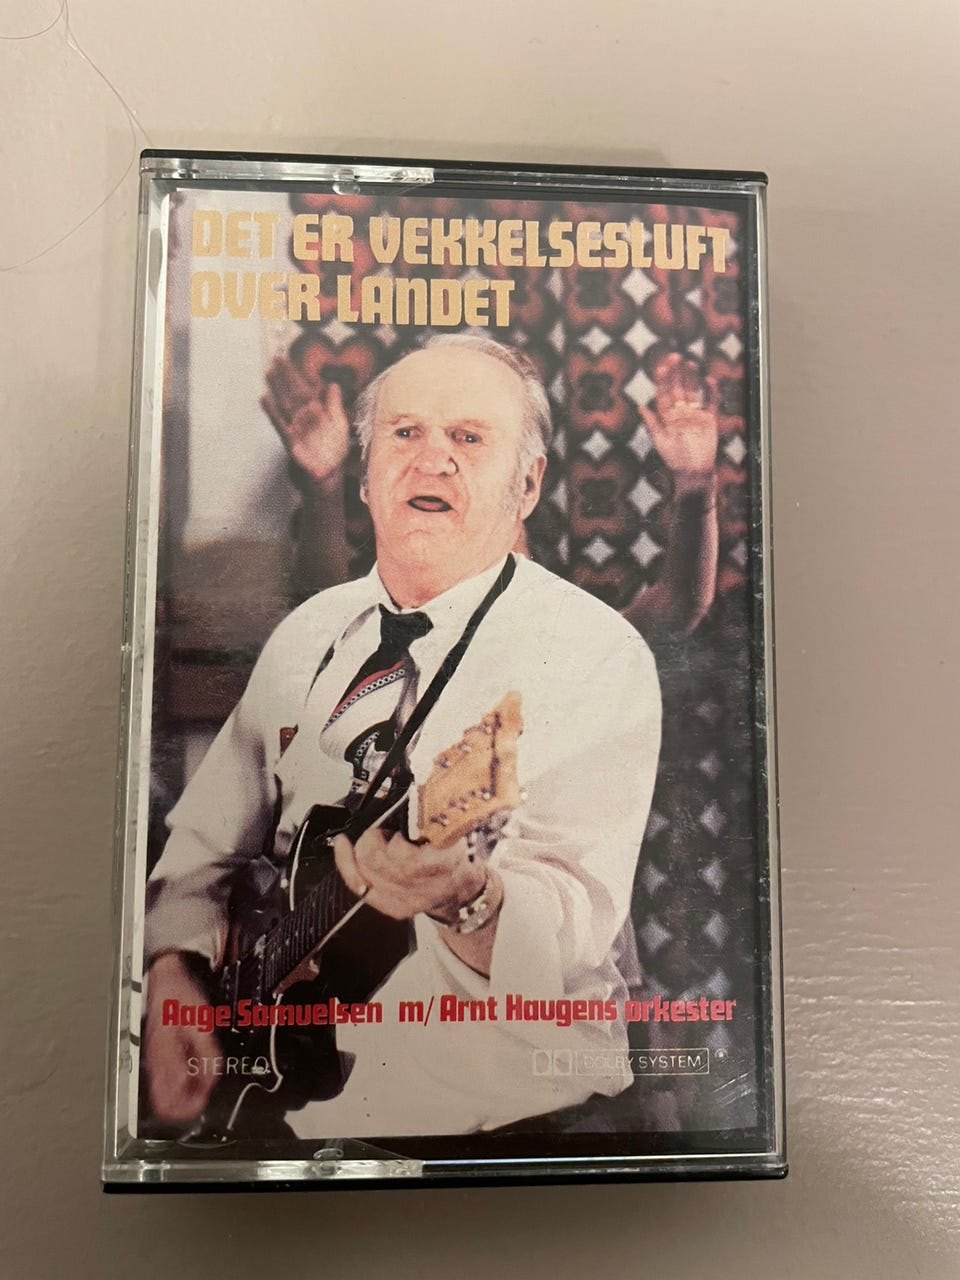 DET ER VEKKELSESLUFT
OVER LANDET
Aage Samuelsen m/ Arnt Haugens orkester
STEREO
DOLBY SYSTEM